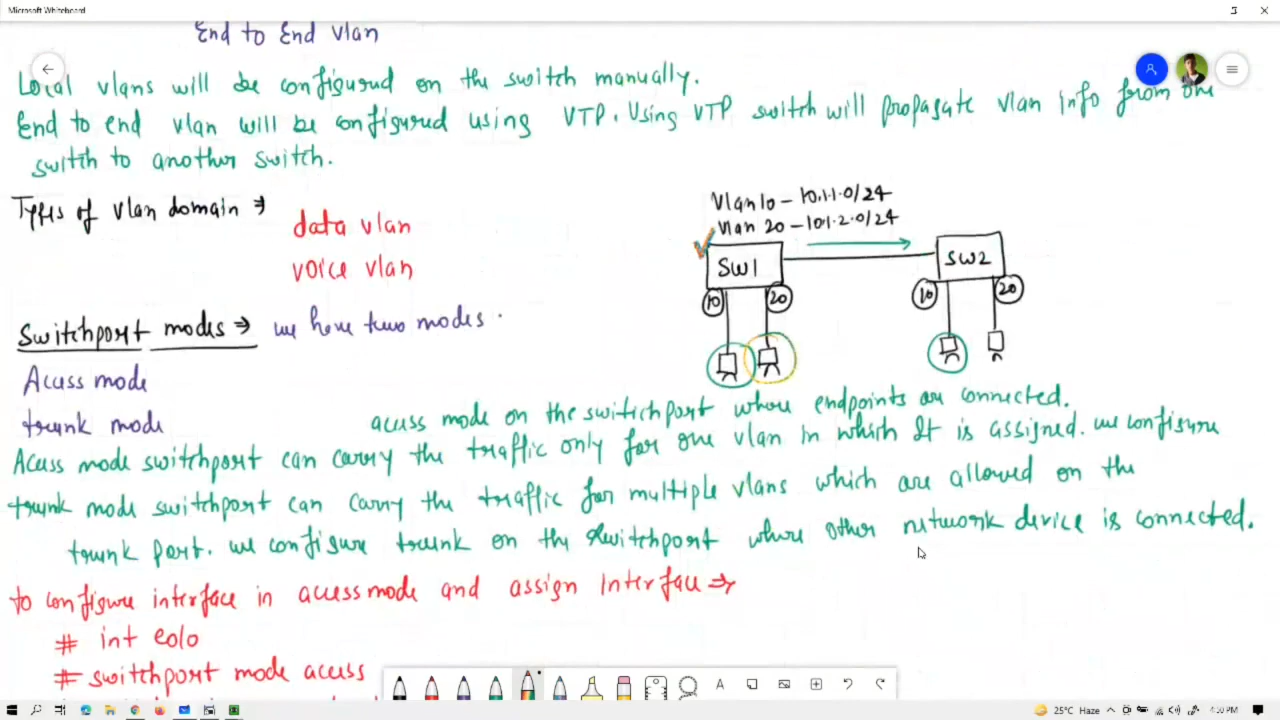 Microsoft Whiteboard
End to End vlan
Local vlans will be configured on the switch manually.
End to end vlan will be configured using VTP. Using VTP switch will propagate vlan info from one
switch to another switch.
Types of vlan domain ⇒
data vlan
voice vlan
Vlan 10 - 10.1.1.0/24
vlan 20 - 10.1.2.0/24
SW1
SW2
10
20
10
20
Switchport modes ⇒ we have two modes.
Access mode
trunk mode
access mode on the switchport where endpoints are connected.
Access mode switchport can carry the traffic only for one vlan in which It is assigned. we configure
trunk mode switchport can carry the traffic for multiple vlans which are allowed on the
trunk port. we configure trunk on the switchport where other network device is connected.
to configure interface in access mode and assign Interface ⇒
# int e0/0
# switchport mode access
A
25°C Haze
4:30 PM